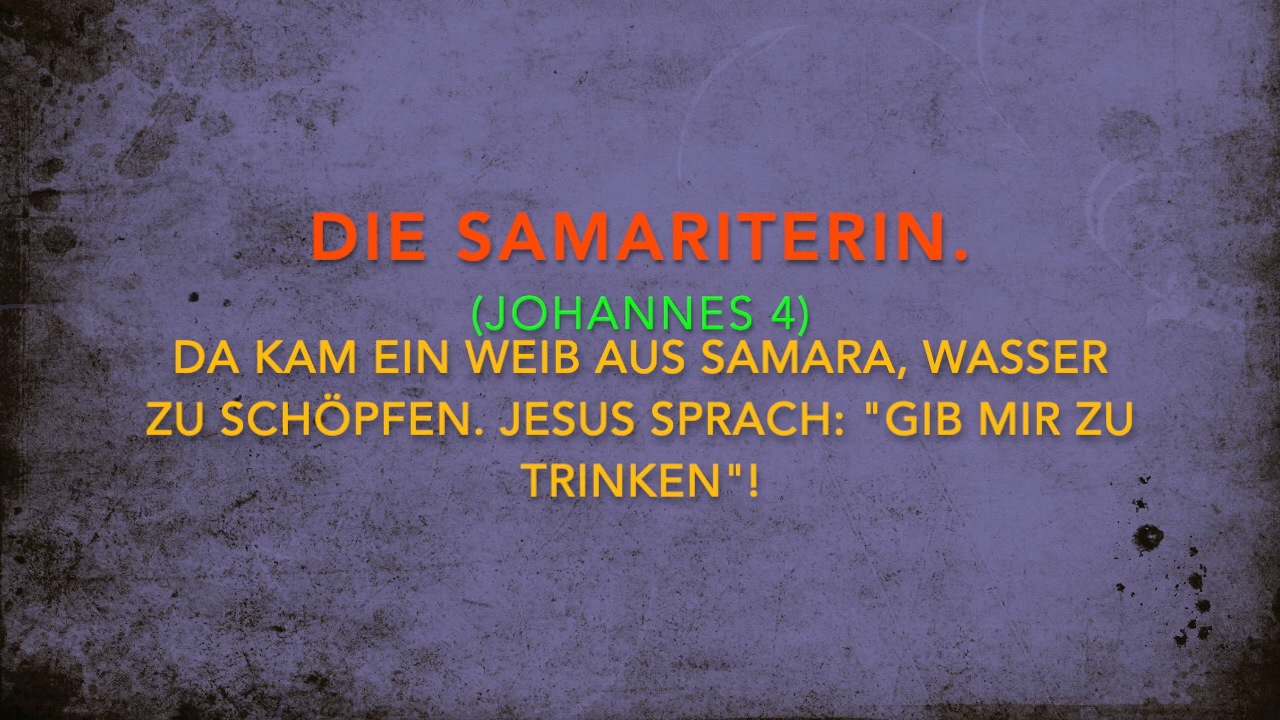 DIE SAMARITERIN.
(JOHANNES 4)
DA KAM EIN WEIB AUS SAMARA, WASSER
ZU SCHÖPFEN. JESUS SPRACH: "GIB MIR ZU
TRINKEN"!